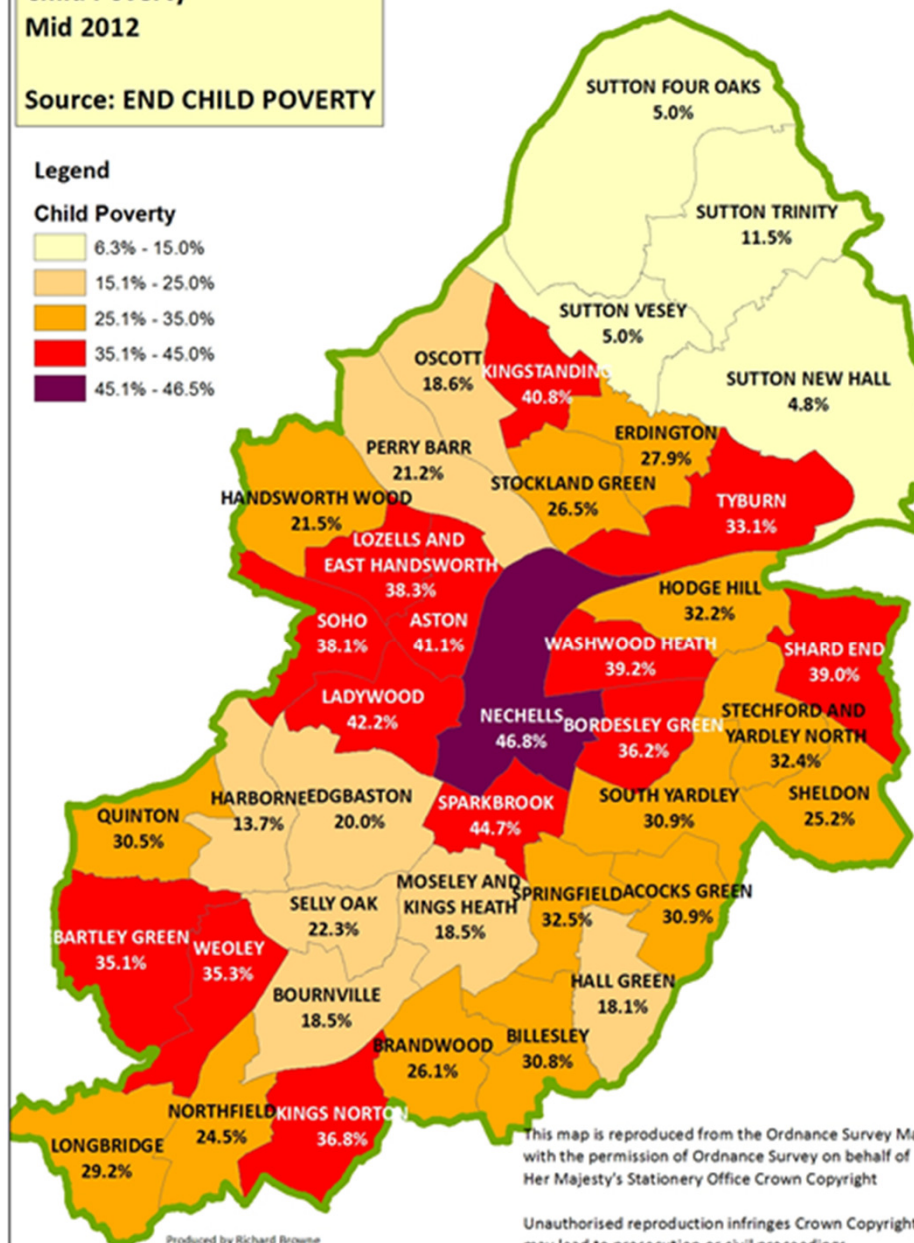 Mid 2012
Source: END CHILD POVERTY
Legend
Child Poverty
6.3% - 15.0%
15.1% - 25.0%
25.1% - 35.0%
35.1% - 45.0%
45.1% - 46.5%
SUTTON FOUR OAKS
5.0%
SUTTON TRINITY
11.5%
SUTTON VESEY
5.0%
SUTTON NEW HALL
4.8%
OSCOTT
18.6%
KINGSTANDING
40.8%
ERDINGTON
27.9%
PERRY BARR
21.2%
STOCKLAND GREEN
26.5%
HANDSWORTH WOOD
21.5%
TYBURN
33.1%
LOZELLS AND
EAST HANDSWORTH
38.3%
HODGE HILL
32.2%
SOHO
38.1%
ASTON
41.1%
WASHWOOD HEATH
39.2%
SHARD END
39.0%
LADYWOOD
42.2%
NECHELLS
46.8%
BORDESLEY GREEN
36.2%
STECHFORD AND
YARDLEY NORTH
32.4%
QUINTON
30.5%
HARBORNE
13.7%
EDGBASTON
20.0%
SPARKBROOK
44.7%
SOUTH YARDLEY
30.9%
SHELDON
25.2%
SELLY OAK
22.3%
MOSELEY AND
KINGS HEATH
18.5%
SPRINGFIELD
32.5%
ACOCKS GREEN
30.9%
BARTLEY GREEN
35.1%
WEOLEY
35.3%
BOURNVILLE
18.5%
HALL GREEN
18.1%
BRANDWOOD
26.1%
BILLESLEY
30.8%
LONGBRIDGE
29.2%
NORTHFIELD
24.5%
KINGS NORTON
36.8%
This map is reproduced from the Ordnance Survey
with the permission of Ordnance Survey on behalf of
Her Majesty's Stationery Office Crown Copyright
Unauthorised reproduction infringes Crown Copyright
Produced by Richard Browne